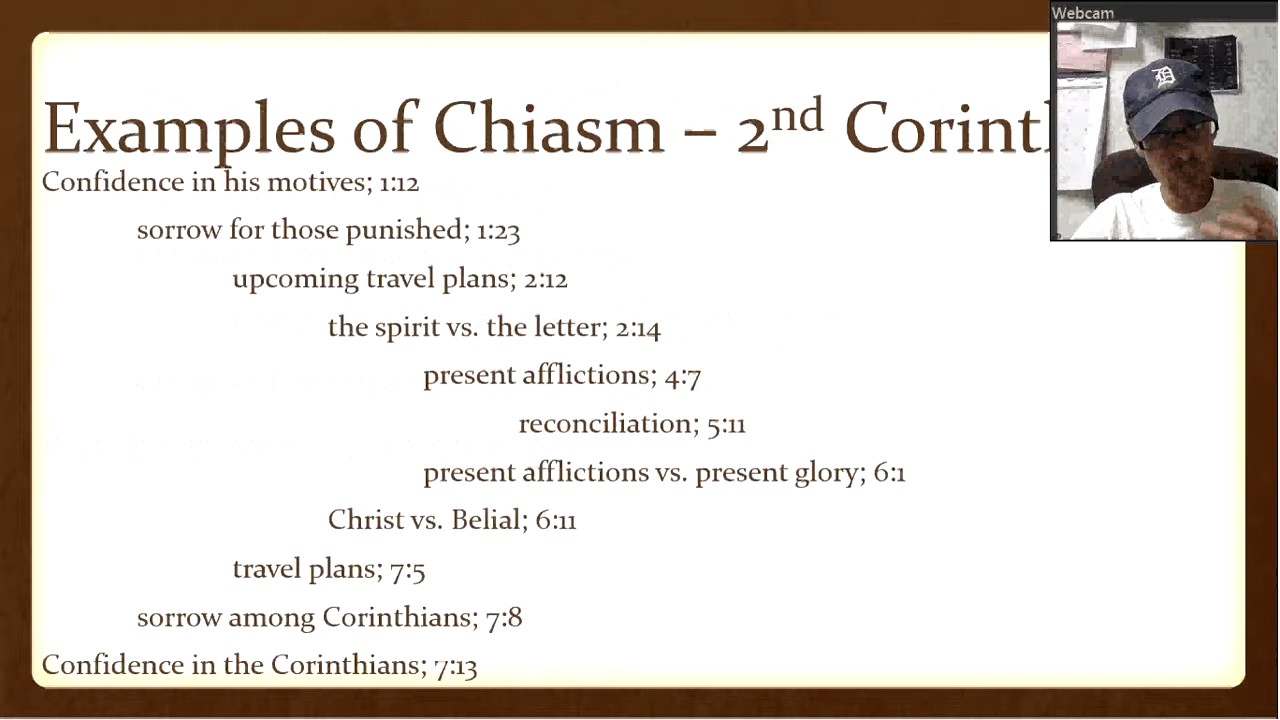 Webcam
Examples of Chiasm – 2nd Corint
Confidence in his motives; 1:12
sorrow for those punished; 1:23
upcoming travel plans; 2:12
the spirit vs. the letter; 2:14
present afflictions; 4:7
reconciliation; 5:11
present afflictions vs. present glory; 6:1
Christ vs. Belial; 6:11
travel plans; 7:5
sorrow among Corinthians; 7:8
Confidence in the Corinthians; 7:13